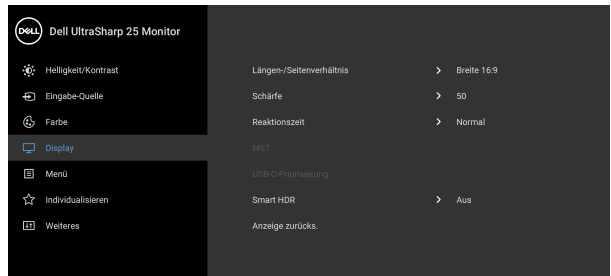 DELL Dell UltraSharp 25 Monitor
Helligkeit/Kontrast
Eingabe-Quelle
Farbe
Display
Menü
Individualisieren
Weiteres
Längen-/Seitenverhältnis > Breite 16:9
Schärfe > 50
Reaktionszeit > Normal
MST
USB-C-Priorisierung
Smart HDR > Aus
Anzeige zurücks.